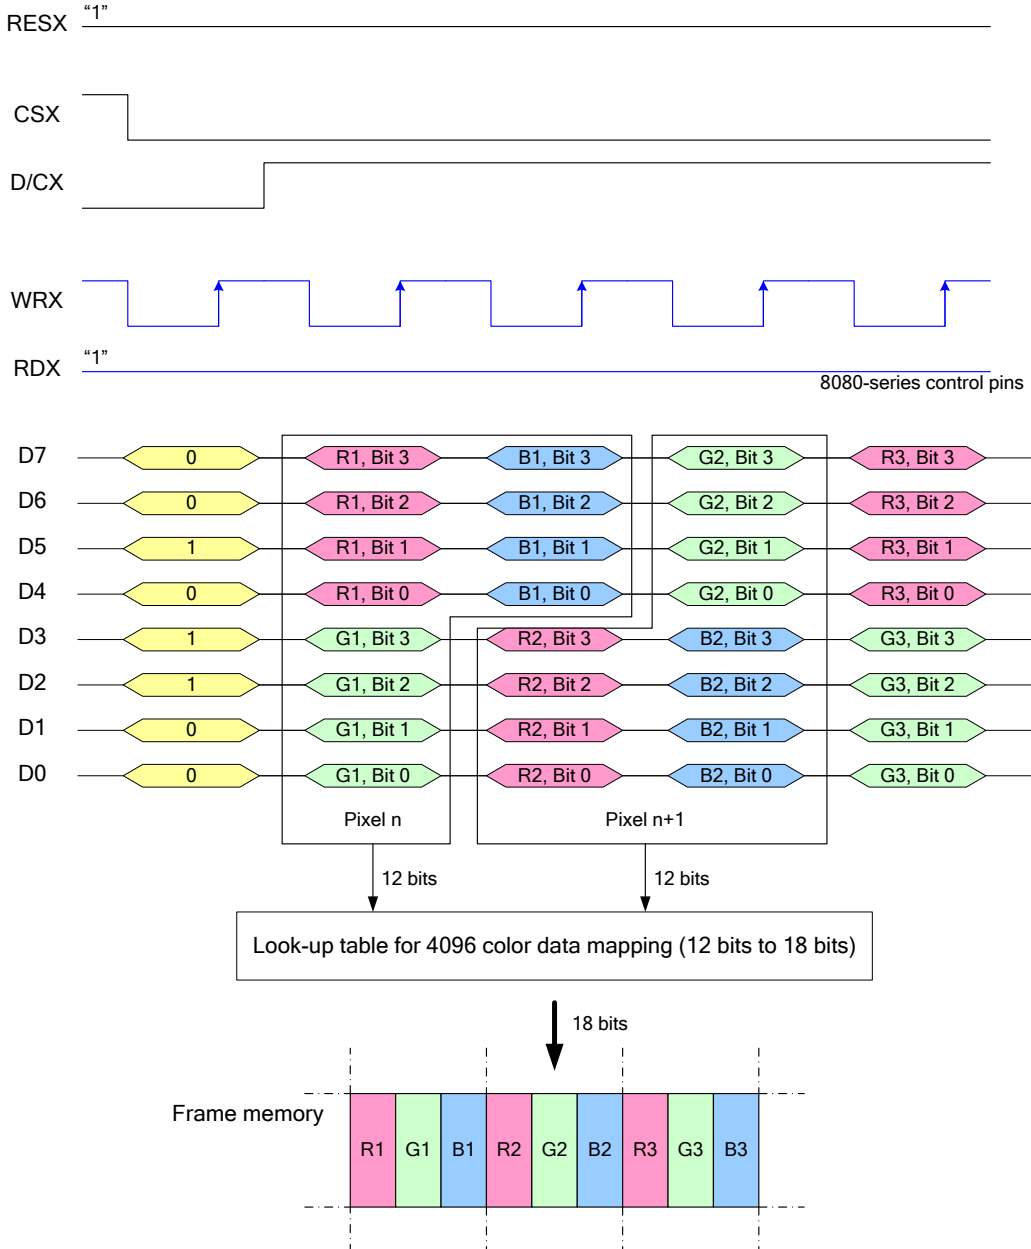 RESX “1”
CSX
D/CX
WRX
RDX “1”
8080-series control pins
D7 0 R1, Bit 3 B1, Bit 3 G2, Bit 3 R3, Bit 3
D6 0 R1, Bit 2 B1, Bit 2 G2, Bit 2 R3, Bit 2
D5 1 R1, Bit 1 B1, Bit 1 G2, Bit 1 R3, Bit 1
D4 0 R1, Bit 0 B1, Bit 0 G2, Bit 0 R3, Bit 0
D3 1 G1, Bit 3 R2, Bit 3 B2, Bit 3 G3, Bit 3
D2 1 G1, Bit 2 R2, Bit 2 B2, Bit 2 G3, Bit 2
D1 0 G1, Bit 1 R2, Bit 1 B2, Bit 1 G3, Bit 1
D0 0 G1, Bit 0 R2, Bit 0 B2, Bit 0 G3, Bit 0
Pixel n Pixel n+1
12 bits 12 bits
Look-up table for 4096 color data mapping (12 bits to 18 bits)
18 bits
Frame memory
R1 G1 B1 R2 G2 B2 R3 G3 B3